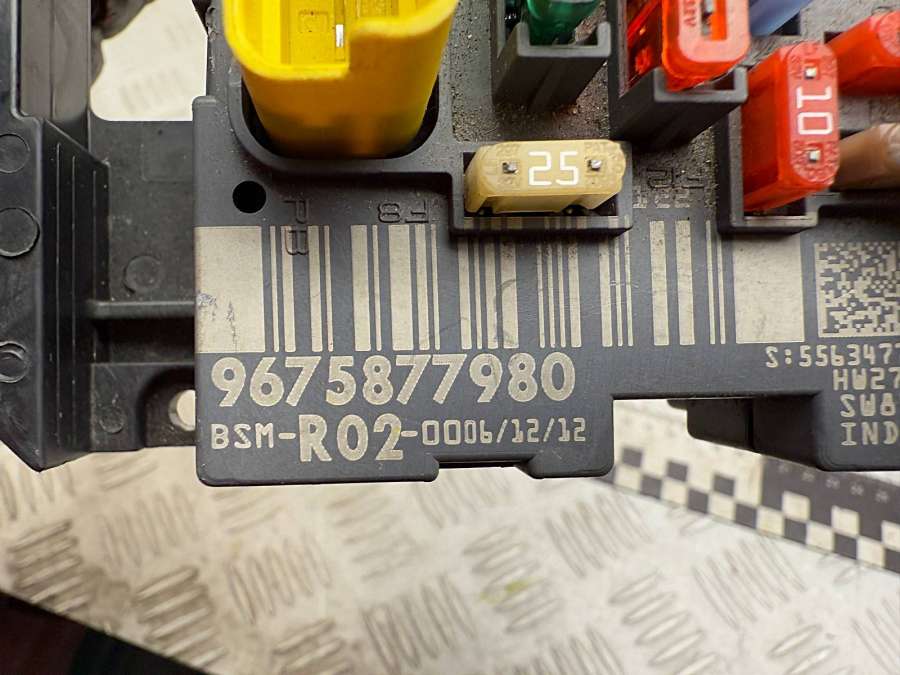 25
10
F8
9675877980
S:556347
HW27
BSM-R02-0006/12/12
SW8
IND